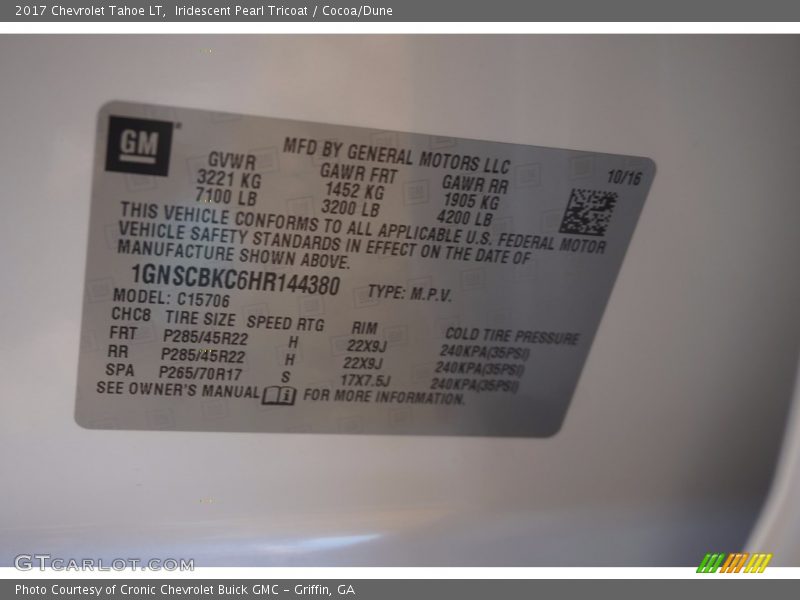 2017 Chevrolet Tahoe LT,  Iridescent Pearl Tricoat / Cocoa/Dune
GM
MFD BY GENERAL MOTORS LLC
10/16
GVWR GAWR FRT GAWR RR
3221 KG 1452 KG 1905 KG
7100 LB 3200 LB 4200 LB
THIS VEHICLE CONFORMS TO ALL APPLICABLE U.S. FEDERAL MOTOR
VEHICLE SAFETY STANDARDS IN EFFECT ON THE DATE OF
MANUFACTURE SHOWN ABOVE.
1GNSCBKC6HR144380 TYPE: M.P.V.
MODEL: C15706
CHC8 TIRE SIZE SPEED RTG RIM COLD TIRE PRESSURE
FRT P285/45R22 H 22X9J 240KPA(35PSI)
RR P285/45R22 H 22X9J 240KPA(35PSI)
SPA P265/70R17 S 17X7.5J 240KPA(35PSI)
SEE OWNER'S MANUAL FOR MORE INFORMATION.
GTCARLOT.COM
Photo Courtesy of Cronic Chevrolet Buick GMC – Griffin, GA